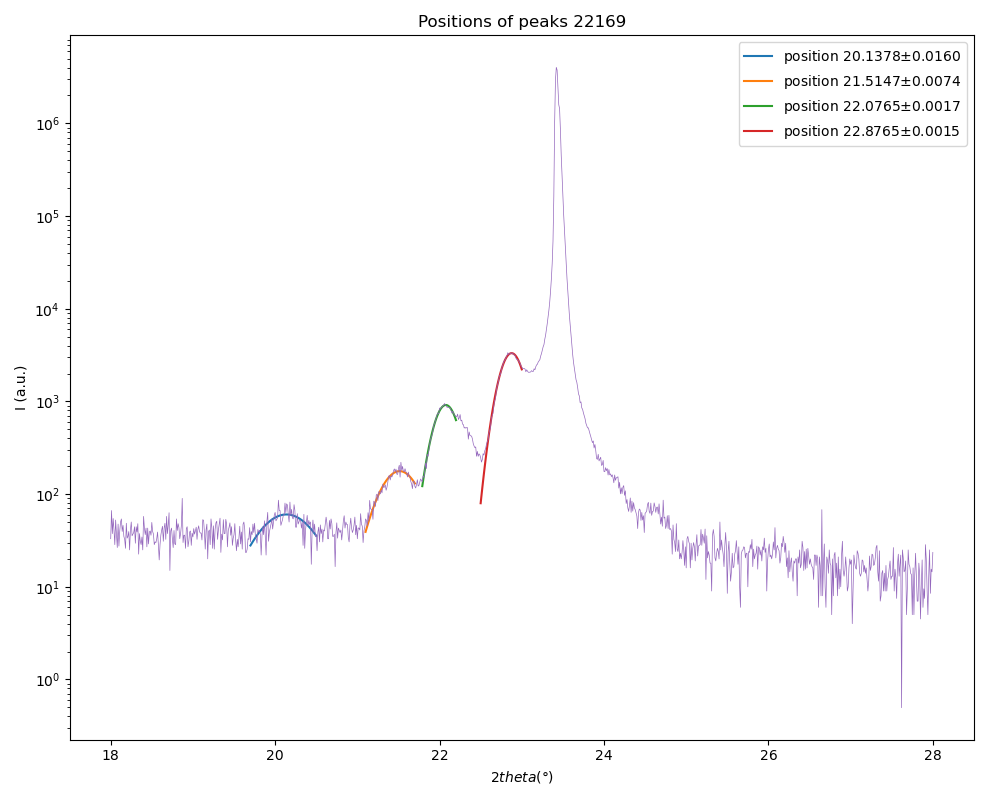 Positions of peaks 22169
position 20.1378±0.0160
position 21.5147±0.0074
position 22.0765±0.0017
position 22.8765±0.0015
I (a.u.)
10⁶
10⁵
10⁴
10³
10²
10¹
10⁰
18 20 22 24 26 28
2theta(°)